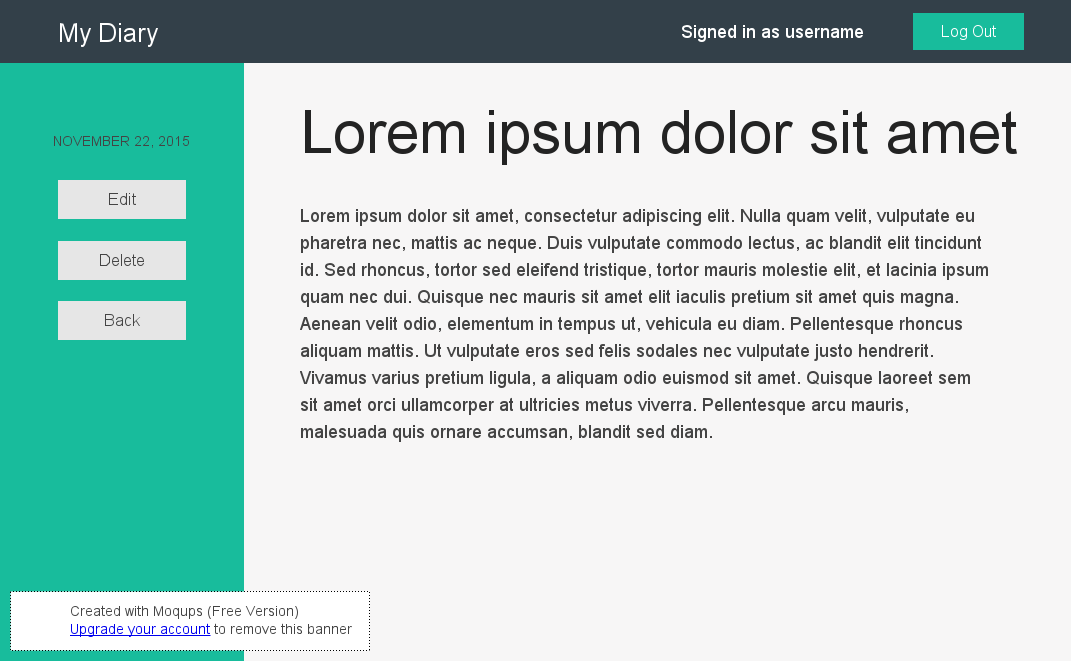 My Diary
Signed in as username
Log Out
NOVEMBER 22, 2015
Edit
Delete
Back
Lorem ipsum dolor sit amet
Lorem ipsum dolor sit amet, consectetur adipiscing elit. Nulla quam velit, vulputate eu
pharetra nec, mattis ac neque. Duis vulputate commodo lectus, ac blandit elit tincidunt
id. Sed rhoncus, tortor sed eleifend tristique, tortor mauris molestie elit, et lacinia ipsum
quam nec dui. Quisque nec mauris sit amet elit iaculis pretium sit amet quis magna.
Aenean velit odio, elementum in tempus ut, vehicula eu diam. Pellentesque rhoncus
aliquam mattis. Ut vulputate eros sed felis sodales nec vulputate justo hendrerit.
Vivamus varius pretium ligula, a aliquam odio euismod sit amet. Quisque laoreet sem
sit amet orci ullamcorper at ultricies metus viverra. Pellentesque arcu mauris,
malesuada quis ornare accumsan, blandit sed diam.
Created with Moqups (Free Version)
Upgrade your account to remove this banner